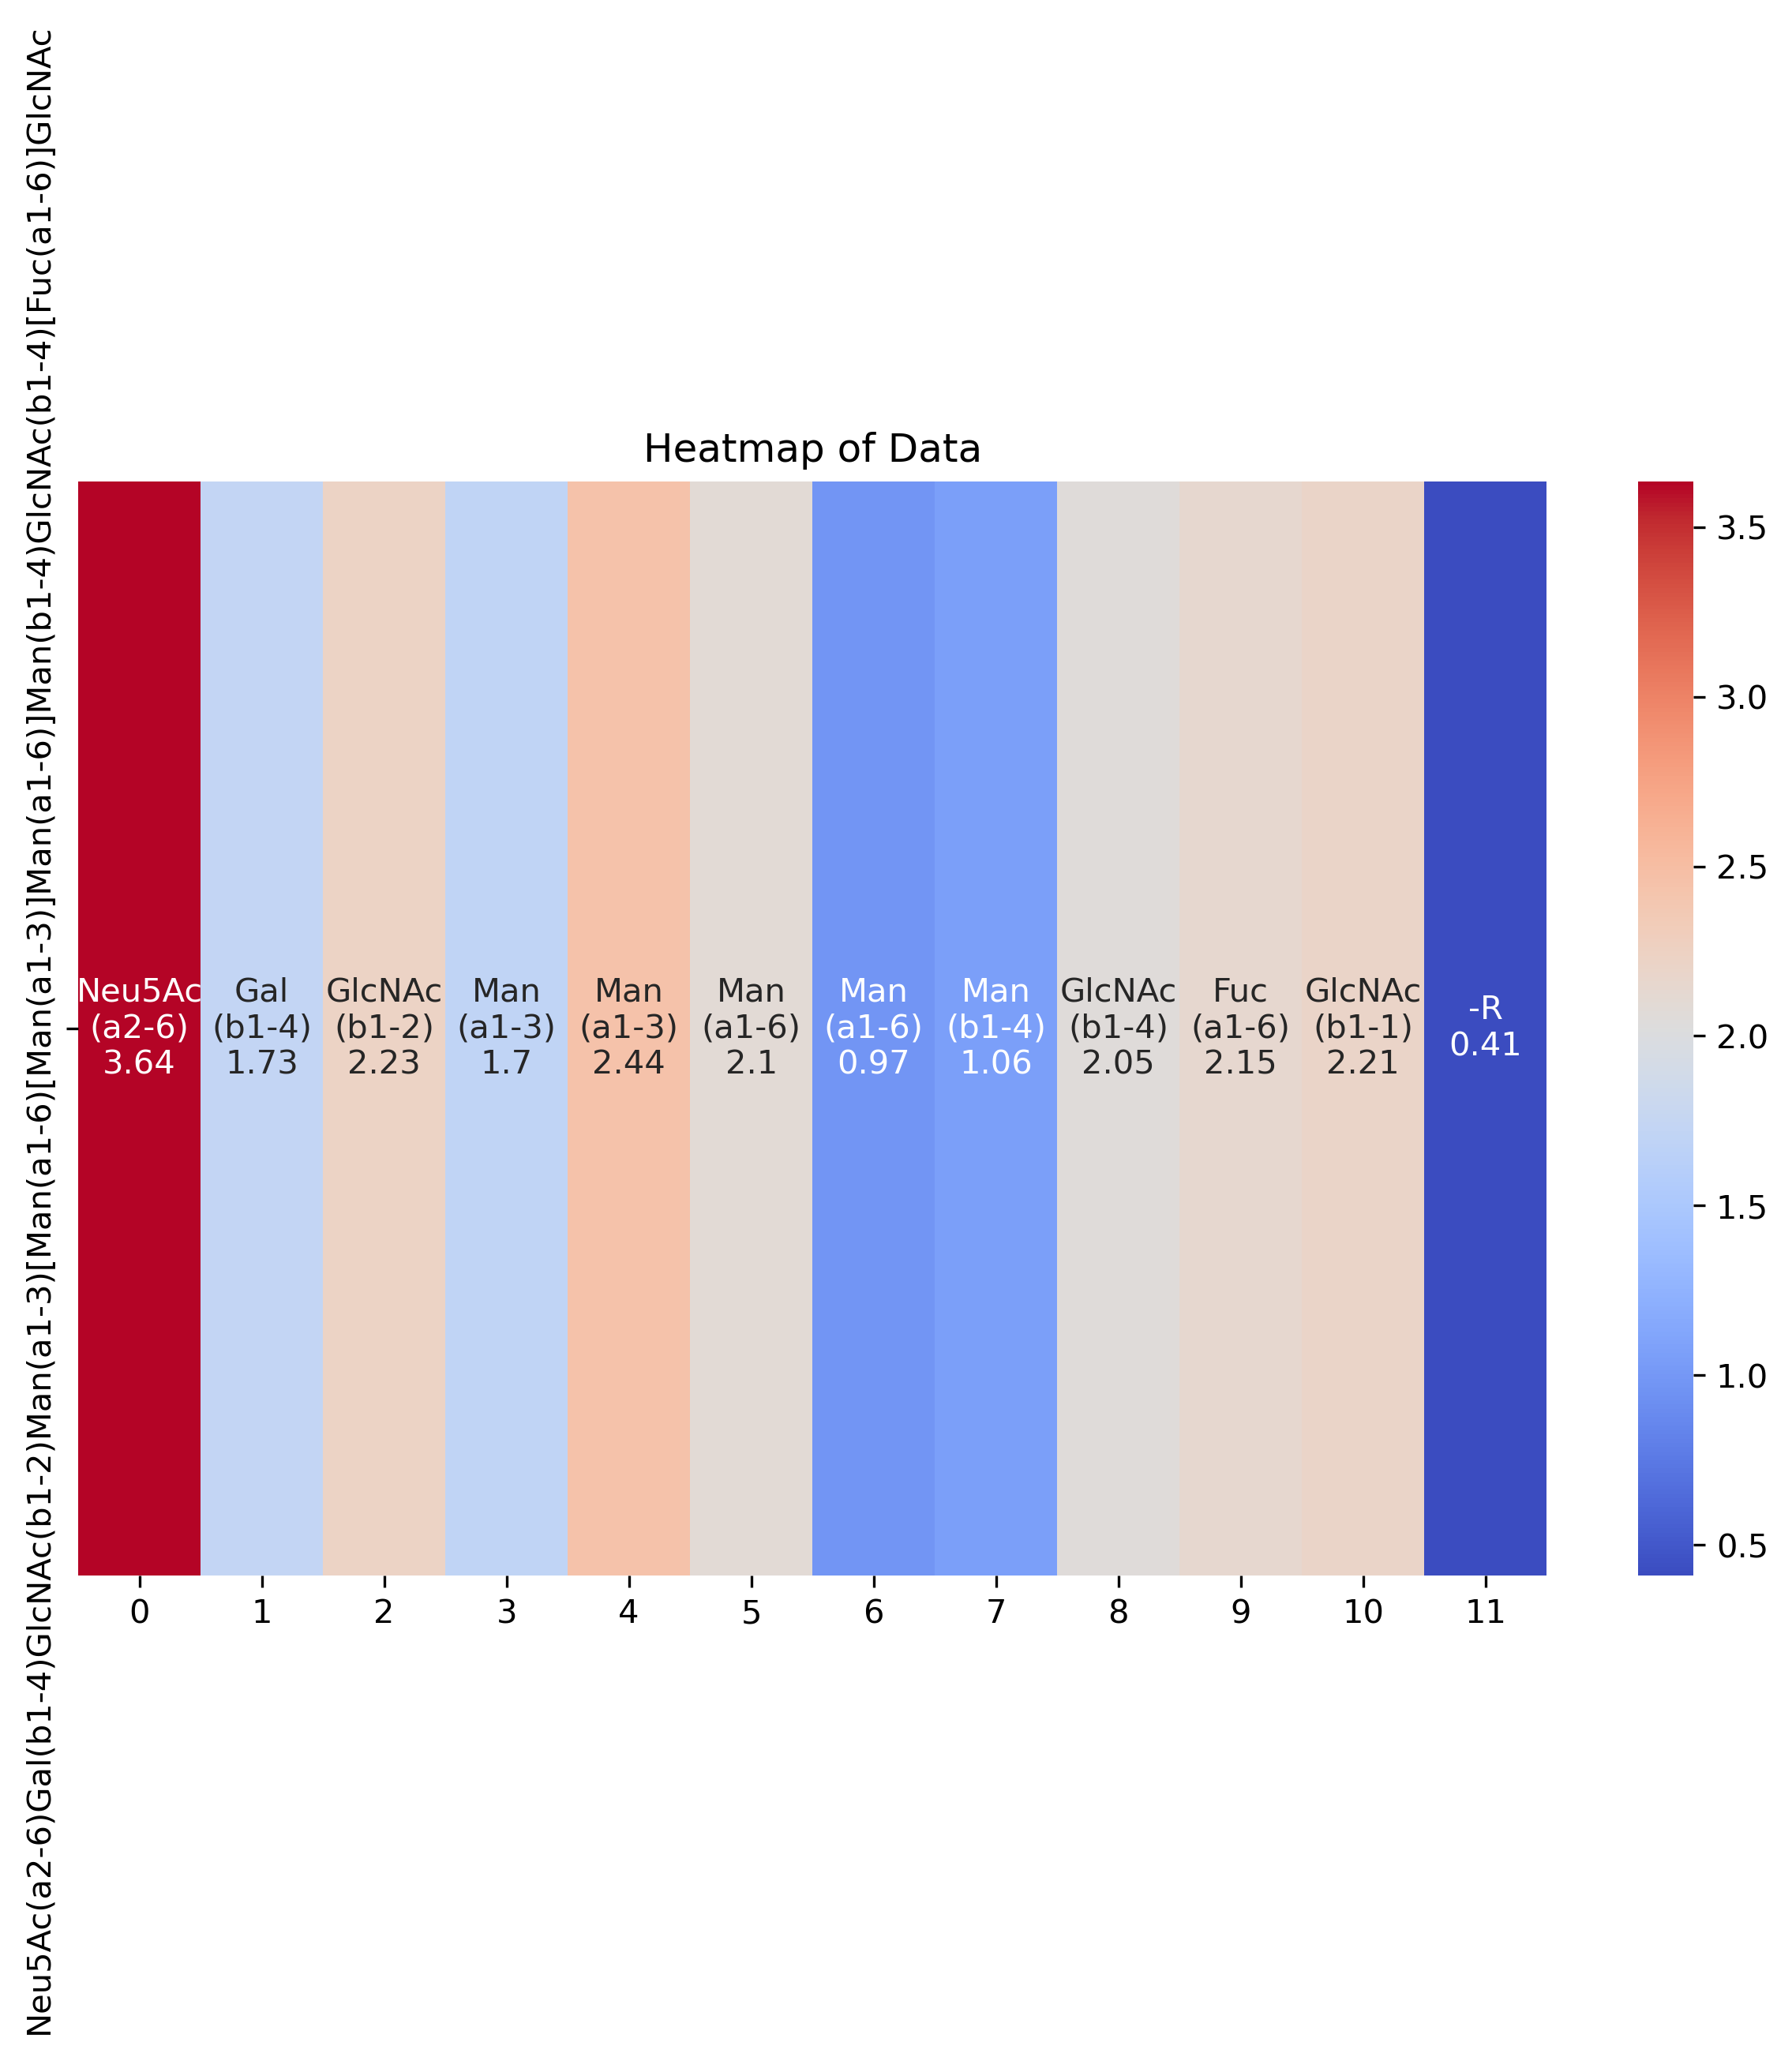 Heatmap of Data
Neu5Ac(a2-6)Gal(b1-4)GlcNAc(b1-2)Man(a1-3)[Man(a1-6)[Man(a1-3)]Man(a1-6)]Man(b1-4)GlcNAc(b1-4)[Fuc(a1-6)]GlcNAc
Neu5Ac
(a2-6)
3.64
Gal
(b1-4)
1.73
GlcNAc
(b1-2)
2.23
Man
(a1-3)
1.7
Man
(a1-3)
2.44
Man
(a1-6)
2.1
Man
(a1-6)
0.97
Man
(b1-4)
1.06
GlcNAc
(b1-4)
2.05
Fuc
(a1-6)
2.15
GlcNAc
(b1-1)
2.21
-R
0.41
0 1 2 3 4 5 6 7 8 9 10 11
3.5
3.0
2.5
2.0
1.5
1.0
0.5